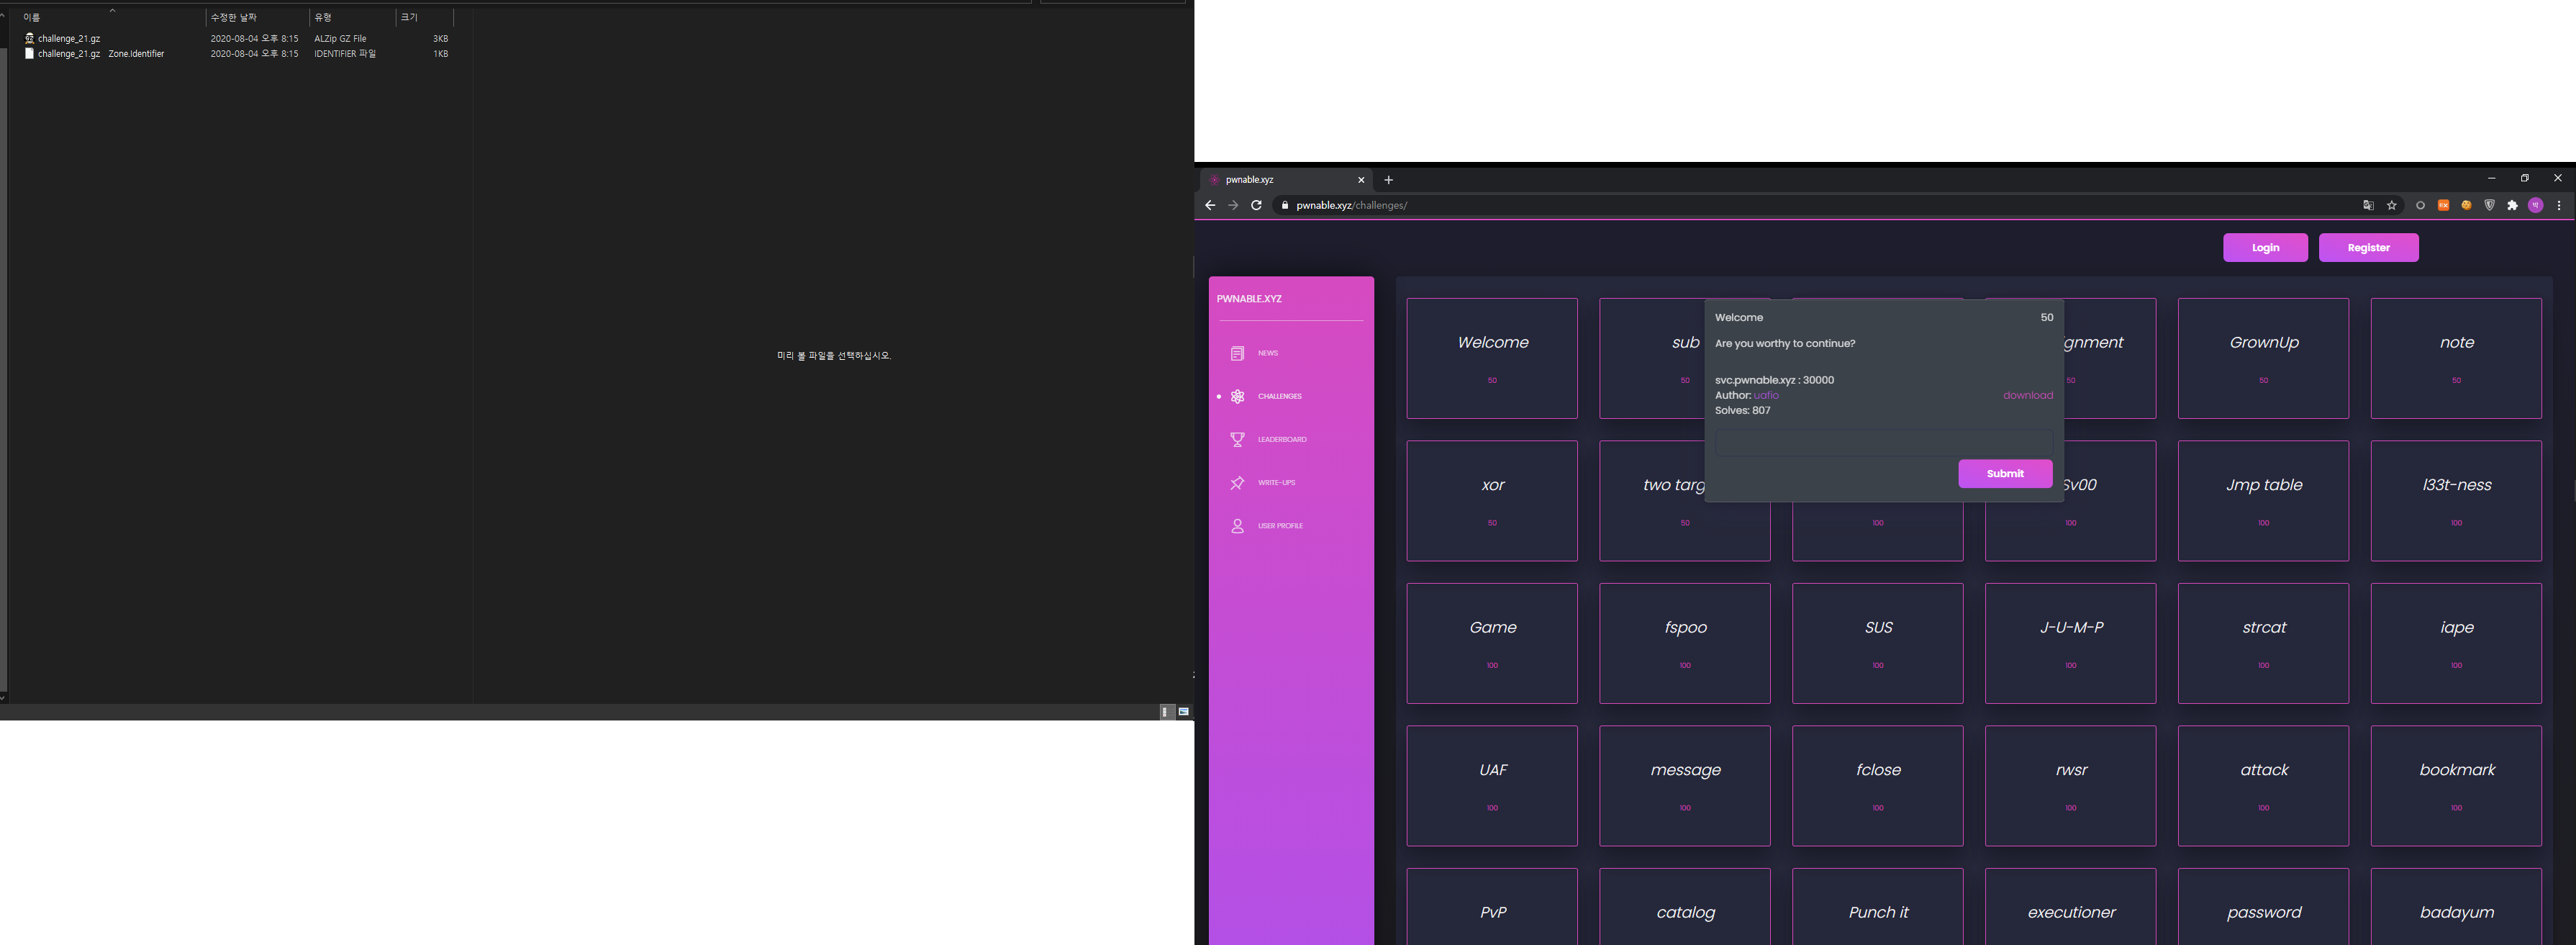 이름 수정한 날짜 유형 크기
challenge_21.gz 2020-08-04 오후 8:15 ALZip GZ File 3KB
challenge_21.gz Zone.Identifier 2020-08-04 오후 8:15 IDENTIFIER 파일 1KB
미리 볼 파일을 선택하십시오.
pwnable.xyz
pwnable.xyz/challenges/
Login Register
PWNABLE.XYZ
NEWS
CHALLENGES
LEADERBOARD
WRITE-UPS
USER PROFILE
Welcome 50
Are you worthy to continue?
svc.pwnable.xyz : 30000
Author: uafio download
Solves: 807
Submit
Welcome sub gnment GrownUp note
50 50 50 50 50
xor two targ Sv00 Jmp table l33t-ness
50 50 100 100 100 100
Game fspoo SUS J-U-M-P strcat iape
100 100 100 100 100 100
UAF message fclose rwsr attack bookmark
100 100 100 100 100 100
PvP catalog Punch it executioner password badayum